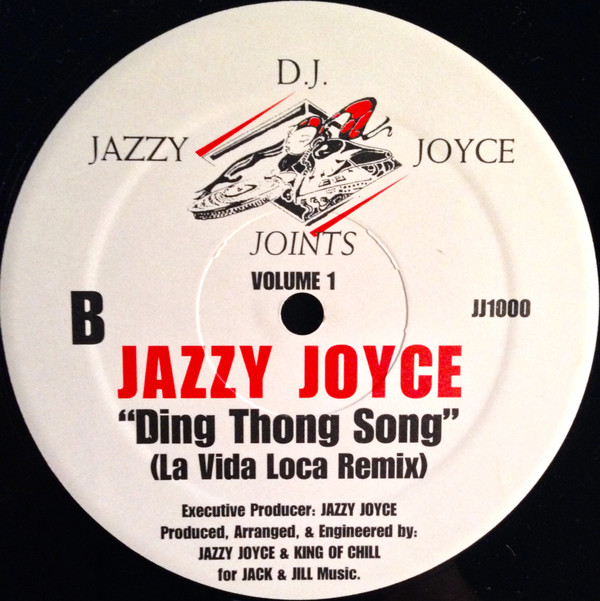 D.J.
JAZZY JOYCE
JOINTS
VOLUME 1
B
JJ1000
JAZZY JOYCE
“Ding Thong Song”
(La Vida Loca Remix)
Executive Producer: JAZZY JOYCE
Produced, Arranged, & Engineered by:
JAZZY JOYCE & KING OF CHILL
for JACK & JILL Music.